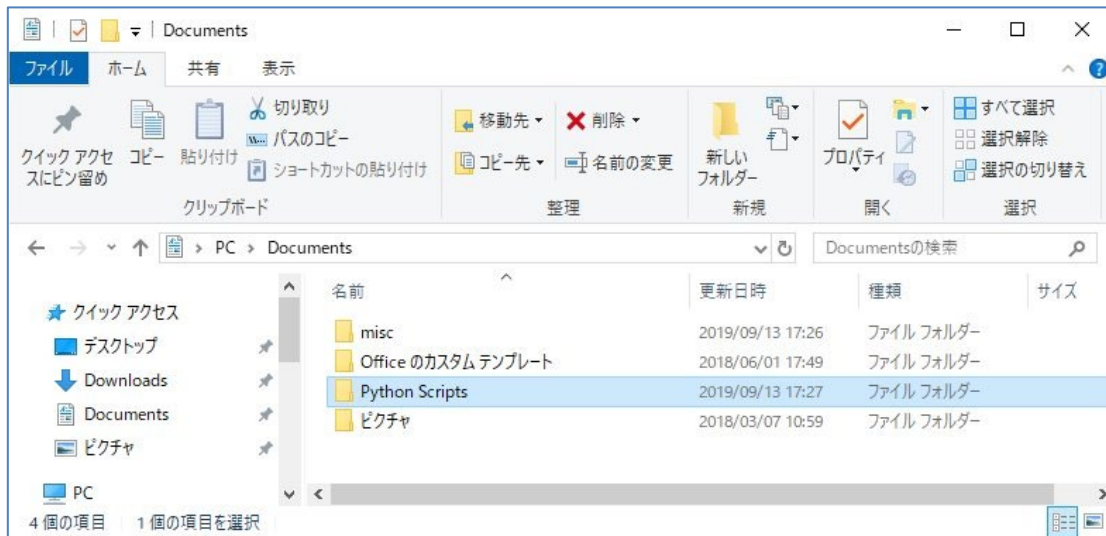 Documents
ファイル ホーム 共有 表示
クイック アクセスにピン留め
コピー
貼り付け
切り取り
パスのコピー
ショートカットの貼り付け
クリップボード
移動先
コピー先
削除
名前の変更
整理
新しいフォルダー
新規
プロパティ
開く
すべて選択
選択解除
選択の切り替え
選択
PC > Documents
Documentsの検索
クイック アクセス
デスクトップ
Downloads
Documents
ピクチャ
PC
名前 更新日時 種類 サイズ
misc 2019/09/13 17:26 ファイル フォルダー
Office のカスタム テンプレート 2018/06/01 17:49 ファイル フォルダー
Python Scripts 2019/09/13 17:27 ファイル フォルダー
ピクチャ 2018/03/07 10:59 ファイル フォルダー
4 個の項目 1 個の項目を選択